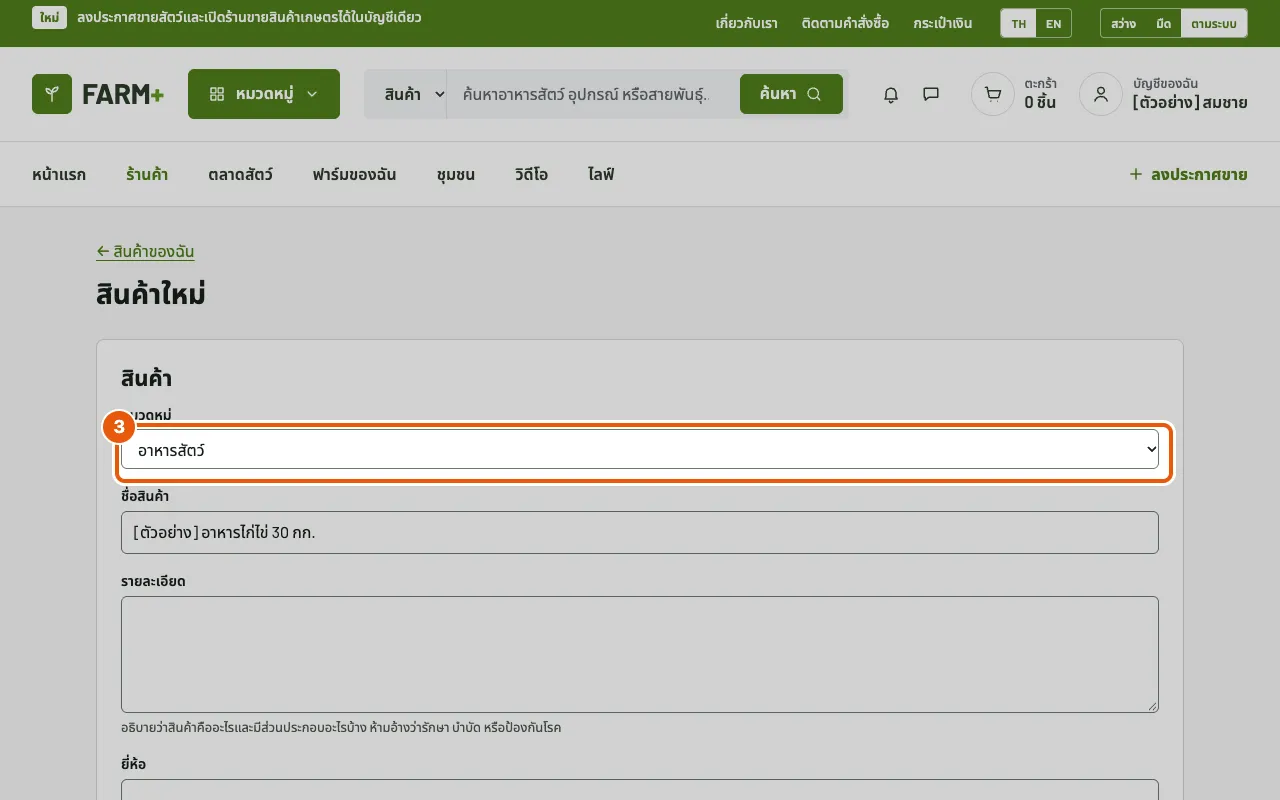 ใหม่ ลงประกาศขายสัตว์และเปิดร้านขายสินค้าเกษตรได้ในบัญชีเดียว เกี่ยวกับเรา ติดตามคำสั่งซื้อ กระเป๋าเงิน TH EN สว่าง มืด ตามระบบ
FARM+ หมวดหมู่ สินค้า ค้นหาอาหารสัตว์ อุปกรณ์ หรือสายพันธุ์.. ค้นหา
ตะกร้า
0 ชิ้น
บัญชีของฉัน
[ตัวอย่าง] สมชาย
หน้าแรก ร้านค้า ตลาดสัตว์ ฟาร์มของฉัน ชุมชน วิดีโอ ไลฟ์ + ลงประกาศขาย
← สินค้าของฉัน
สินค้าใหม่
สินค้า
3
อาหารสัตว์
ชื่อสินค้า
[ตัวอย่าง] อาหารไก่ไข่ 30 กก.
รายละเอียด
อธิบายว่าสินค้าคืออะไรและมีส่วนประกอบอะไรบ้าง ห้ามอ้างว่ารักษา บำบัด หรือป้องกันโรค
ยี่ห้อ